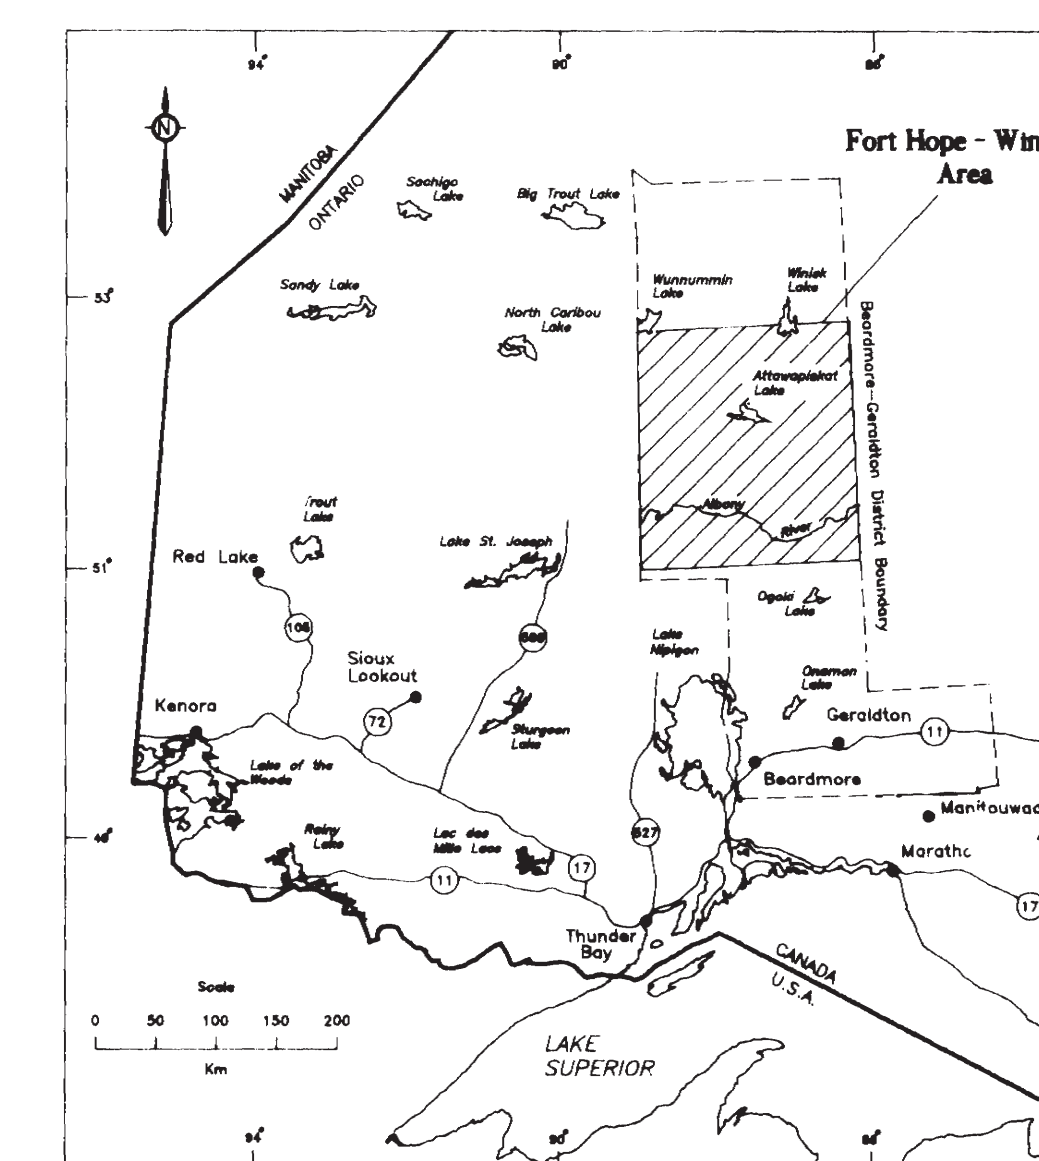 94°
90°
86°
N
Fort Hope - Win
Area
MANITOBA
ONTARIO
Sachigo
Lake
Big Trout Lake
53°
Sandy Lake
Wunnummin
Lake
Winisk
Lake
North Caribou
Lake
Attawapiskat
Lake
Beardmore-Geraldton District Boundary
Trout
Lake
Albany
River
Lake St. Joseph
Red Lake
51°
Ogoki
Lake
105
599
Lake
Nipigon
Sioux
Lookout
Onaman
Lake
Kenora
72
Geraldton
11
Sturgeon
Lake
Lake of the
Woods
Beardmore
Manitouwad
Rainy
Lake
Lac des
Mille Lacs
527
49°
Marathc
17
11
17
Thunder
Bay
CANADA
U.S.A.
Scale
0 50 100 150 200
Km
LAKE
SUPERIOR
94°
90°
86°